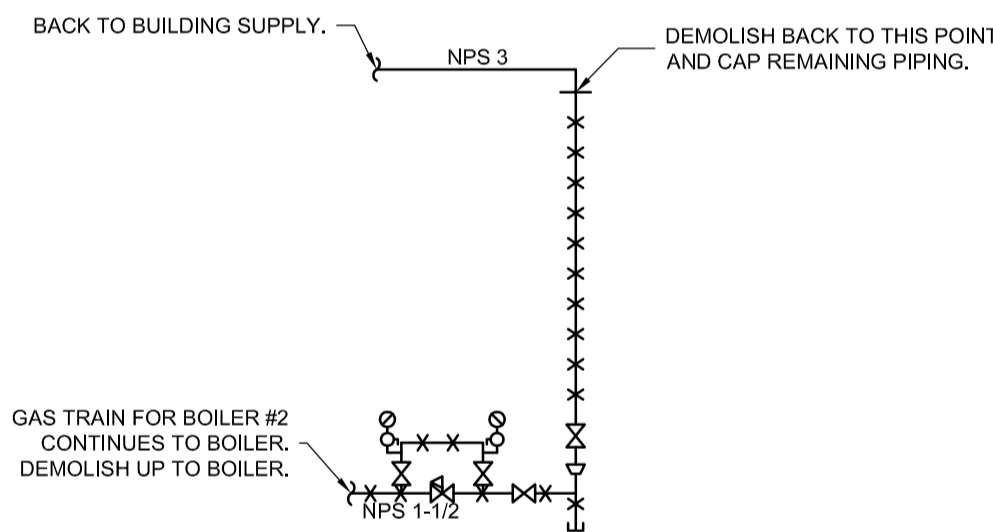 BACK TO BUILDING SUPPLY.
NPS 3
DEMOLISH BACK TO THIS POINT
AND CAP REMAINING PIPING.
GAS TRAIN FOR BOILER #2
CONTINUES TO BOILER.
DEMOLISH UP TO BOILER.
NPS 1-1/2